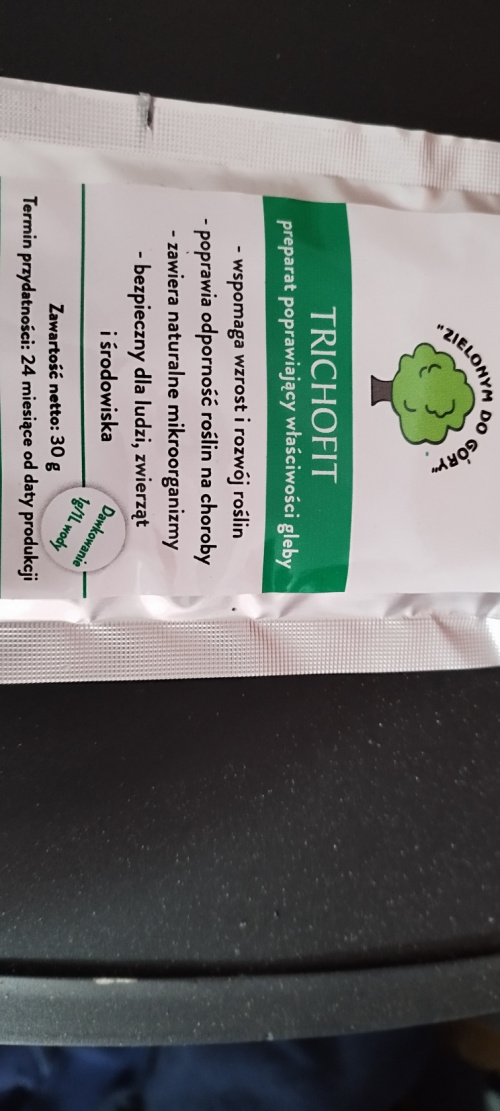 "ZIELONYM DO GÓRY"
TRICHOFIT
preparat poprawiający właściwości gleby
- wspomaga wzrost i rozwój roślin
- poprawia odporność roślin na choroby
- zawiera naturalne mikroorganizmy
- bezpieczny dla ludzi, zwierząt
i środowiska
Dawkowanie
1g/1L wody
Zawartość netto: 30 g
Termin przydatności: 24 miesiące od daty produkcji